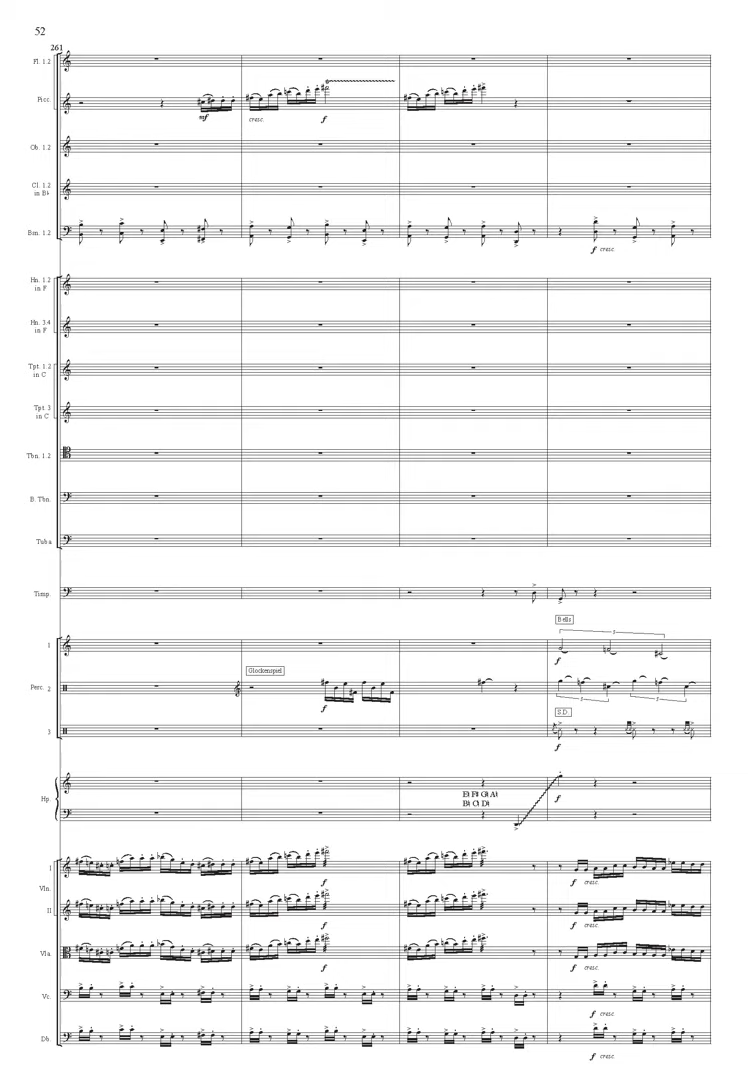 52
261
Fl. 1.2
Picc.
mf
cresc.
f
Ob. 1.2
Cl. 1.2
in B♭
Bsn. 1.2
f cresc.
Hn. 1.2
in F
Hn. 3.4
in F
Tpt. 1.2
in C
Tpt. 3
in C
Tbn. 1.2
B. Tbn.
Tuba
Timp.
Bells
5
1
f
Glockenspiel
Perc. 2
f
5
5
S.D.
3
f
Hp.
f
I
f
f cresc.
Vln.
II
f
f cresc.
Vla.
f
f cresc.
Vc.
f cresc.
Db.
f cresc.